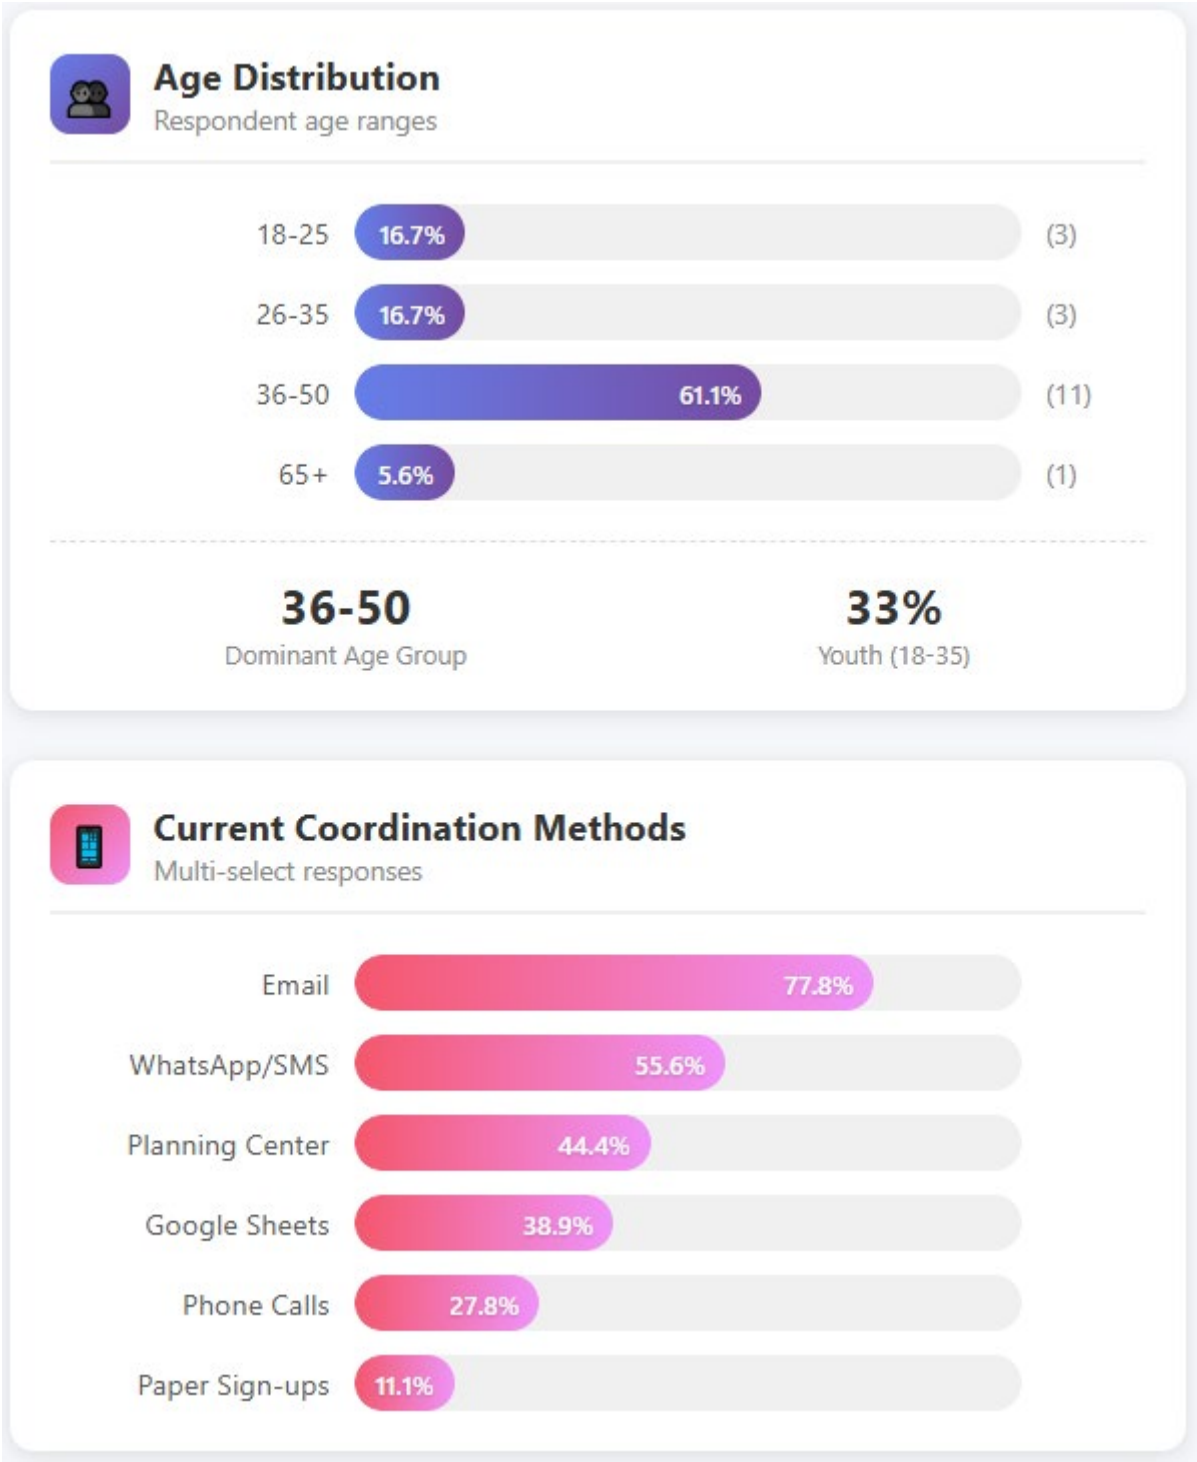 Age Distribution
Respondent age ranges
18-25 16.7% (3)
26-35 16.7% (3)
36-50 61.1% (11)
65+ 5.6% (1)
36-50 33%
Dominant Age Group Youth (18-35)
Current Coordination Methods
Multi-select responses
Email 77.8%
WhatsApp/SMS 55.6%
Planning Center 44.4%
Google Sheets 38.9%
Phone Calls 27.8%
Paper Sign-ups 11.1%